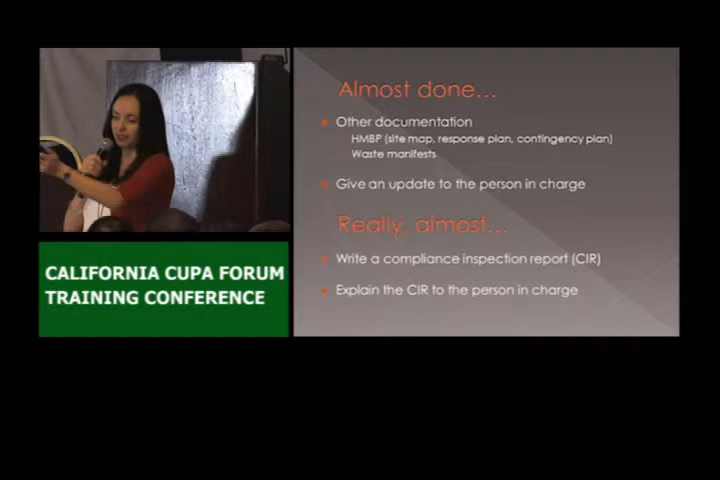 Almost done...
Other documentation
HMBP (site map, response plan, contingency plan)
Waste manifests
Give an update to the person in charge
Really, almost...
Write a compliance inspection report (CIR)
Explain the CIR to the person in charge
CALIFORNIA CUPA FORUM
TRAINING CONFERENCE